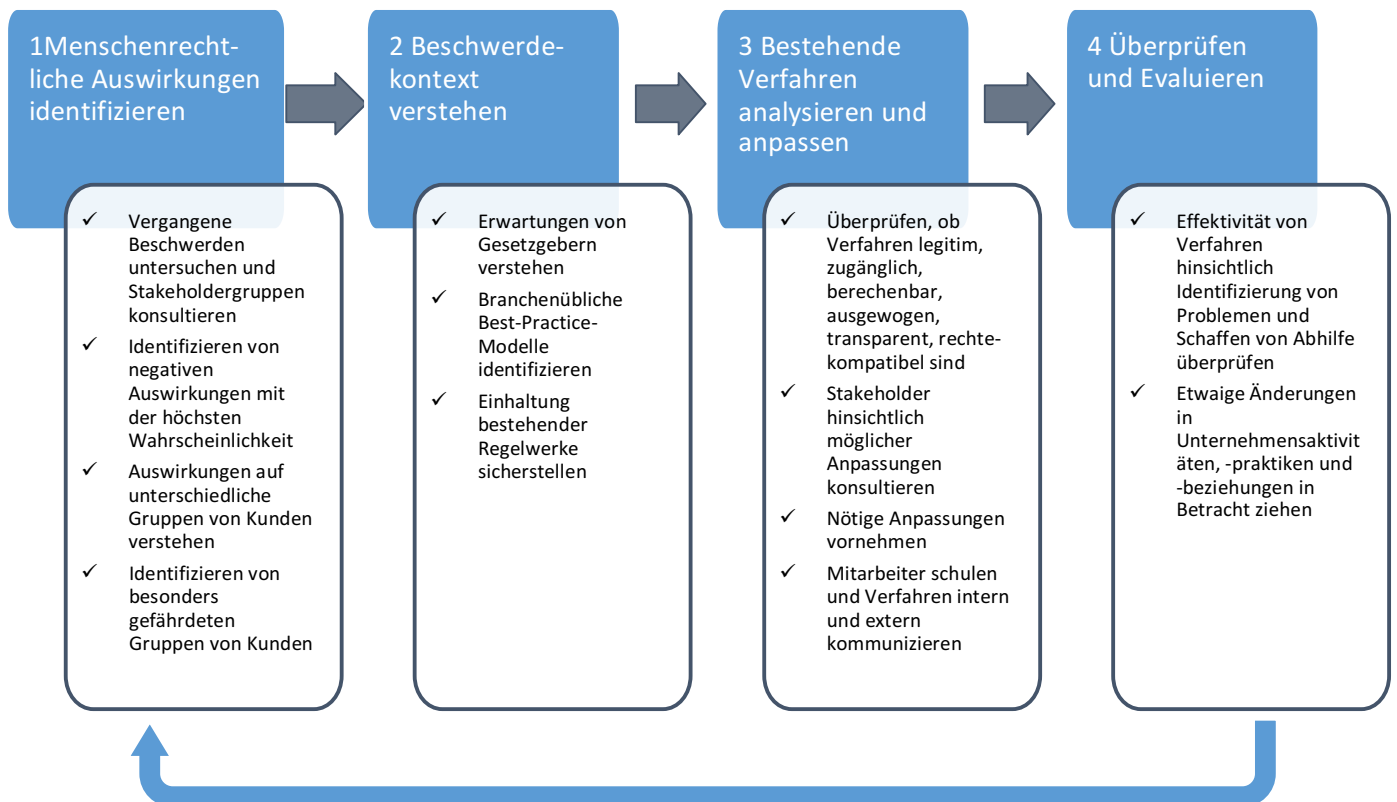 1Menschenrecht-
liche Auswirkungen
identifizieren
✓ Vergangene
Beschwerden
untersuchen und
Stakeholdergruppen
konsultieren
✓ Identifizieren von
negativen
Auswirkungen mit
der höchsten
Wahrscheinlichkeit
✓ Auswirkungen auf
unterschiedliche
Gruppen von Kunden
verstehen
✓ Identifizieren von
besonders
gefährdeten
Gruppen von Kunden
2 Beschwerde-
kontext
verstehen
✓ Erwartungen von
Gesetzgebern
verstehen
✓ Branchenübliche
Best-Practice-
Modelle
identifizieren
✓ Einhaltung
bestehender
Regelwerke
sicherstellen
3 Bestehende
Verfahren
analysieren und
anpassen
✓ Überprüfen, ob
Verfahren legitim,
zugänglich,
berechenbar,
ausgewogen,
transparent, rechte-
kompatibel sind
✓ Stakeholder
hinsichtlich
möglicher
Anpassungen
konsultieren
✓ Nötige Anpassungen
vornehmen
✓ Mitarbeiter schulen
und Verfahren intern
und extern
kommunizieren
4 Überprüfen
und Evaluieren
✓ Effektivität von
Verfahren
hinsichtlich
Identifizierung von
Problemen und
Schaffen von Abhilfe
überprüfen
✓ Etwaige Änderungen
in
Unternehmensaktivit
äten, -praktiken und
-beziehungen in
Betracht ziehen